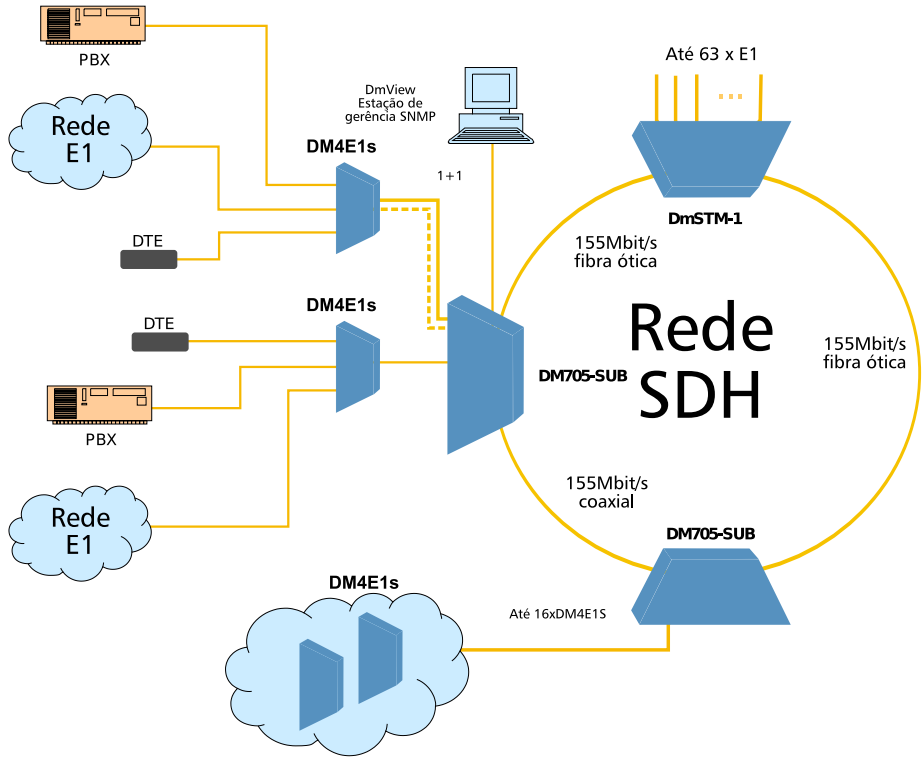 PBX
Rede
E1
DM4E1s
DTE
DmView
Estação de
gerência SNMP
1+1
Até 63 x E1
DmSTM-1
155Mbit/s
fibra ótica
Rede
SDH
155Mbit/s
fibra ótica
DTE
DM4E1s
PBX
Rede
E1
DM705-SUB
155Mbit/s
coaxial
DM705-SUB
DM4E1s
Até 16xDM4E1S